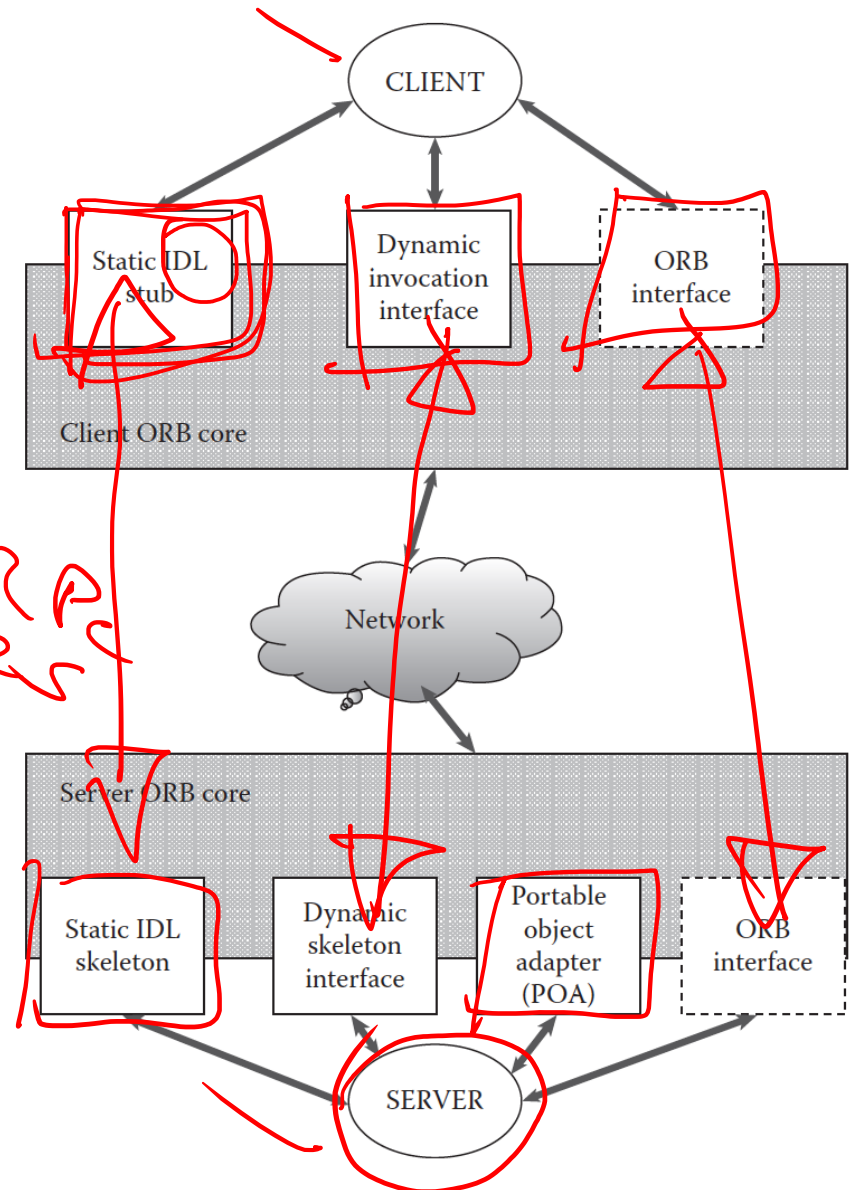 CLIENT
Static IDL
stub
Dynamic
invocation
interface
ORB
interface
Client ORB core
Network
Server ORB core
Static IDL
skeleton
Dynamic
skeleton
interface
Portable
object
adapter
(POA)
ORB
interface
SERVER